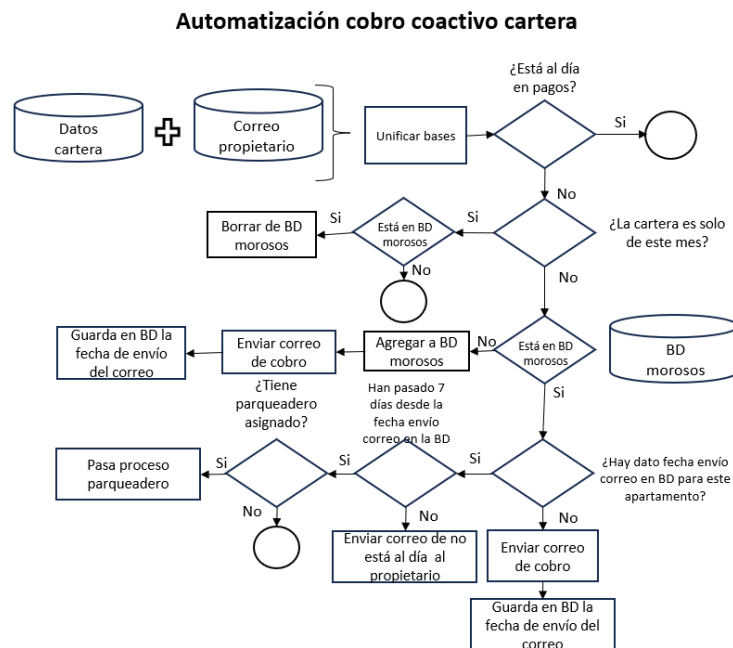 Automatización cobro coactivo cartera
¿Está al día
en pagos?
Datos
cartera
Correo
propietario
Unificar bases
Si
No
Borrar de BD
morosos
Si
Está en BD
morosos
Si
¿La cartera es solo
de este mes?
No
No
Guarda en BD la
fecha de envío
del correo
Enviar correo
de cobro
Agregar a BD
morosos
No
Está en BD
morosos
BD
morosos
¿Tiene
parqueadero
asignado?
Han pasado 7
días desde la
fecha envío
correo en la BD
Si
Pasa proceso
parqueadero
Si
Si
Si
¿Hay dato fecha envío
correo en BD para este
apartamento?
No
No
No
Enviar correo de no
está al día al
propietario
Enviar correo
de cobro
Guarda en BD la
fecha de envío del
correo